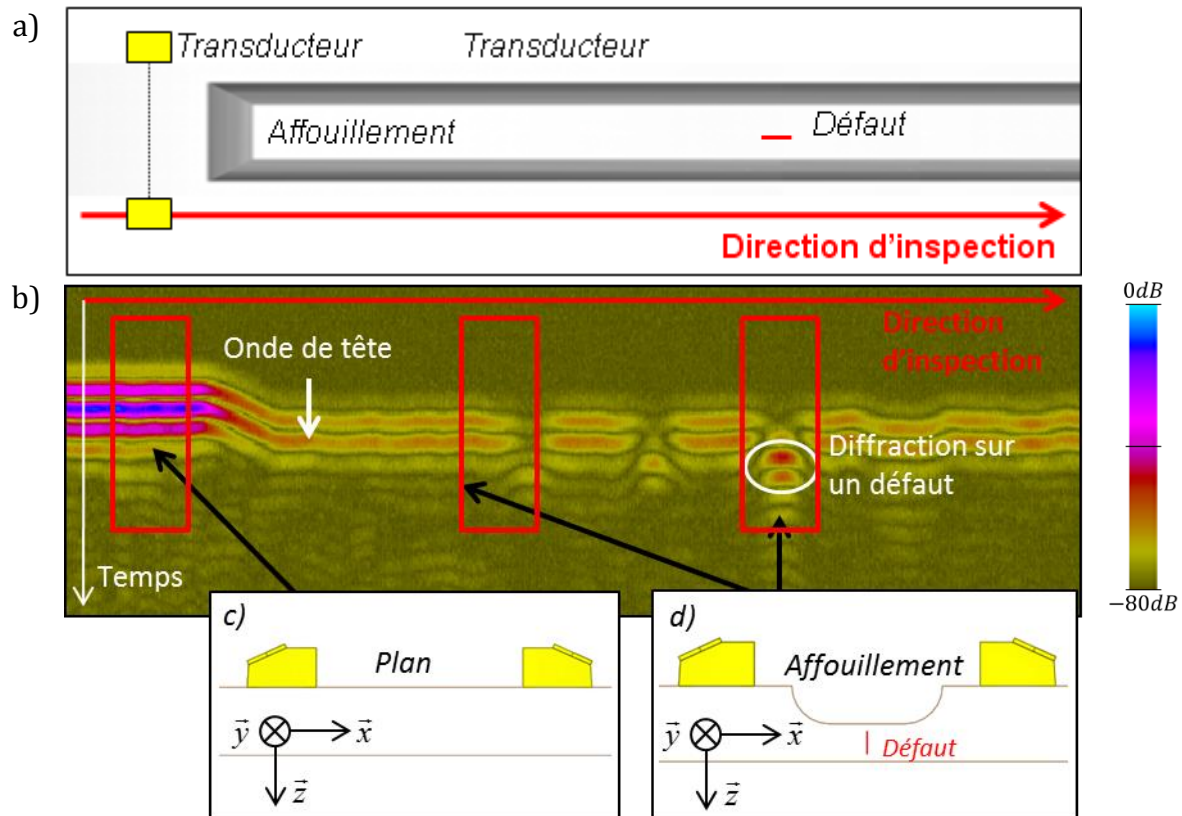 a)
Transducteur
Transducteur
Affouillement
Défaut
Direction d'inspection
b)
Direction
d'inspection
Onde de tête
Diffraction sur
un défaut
Temps
0dB
−80dB
c)
Plan
y x
z
d)
Affouillement
y x
Défaut
z